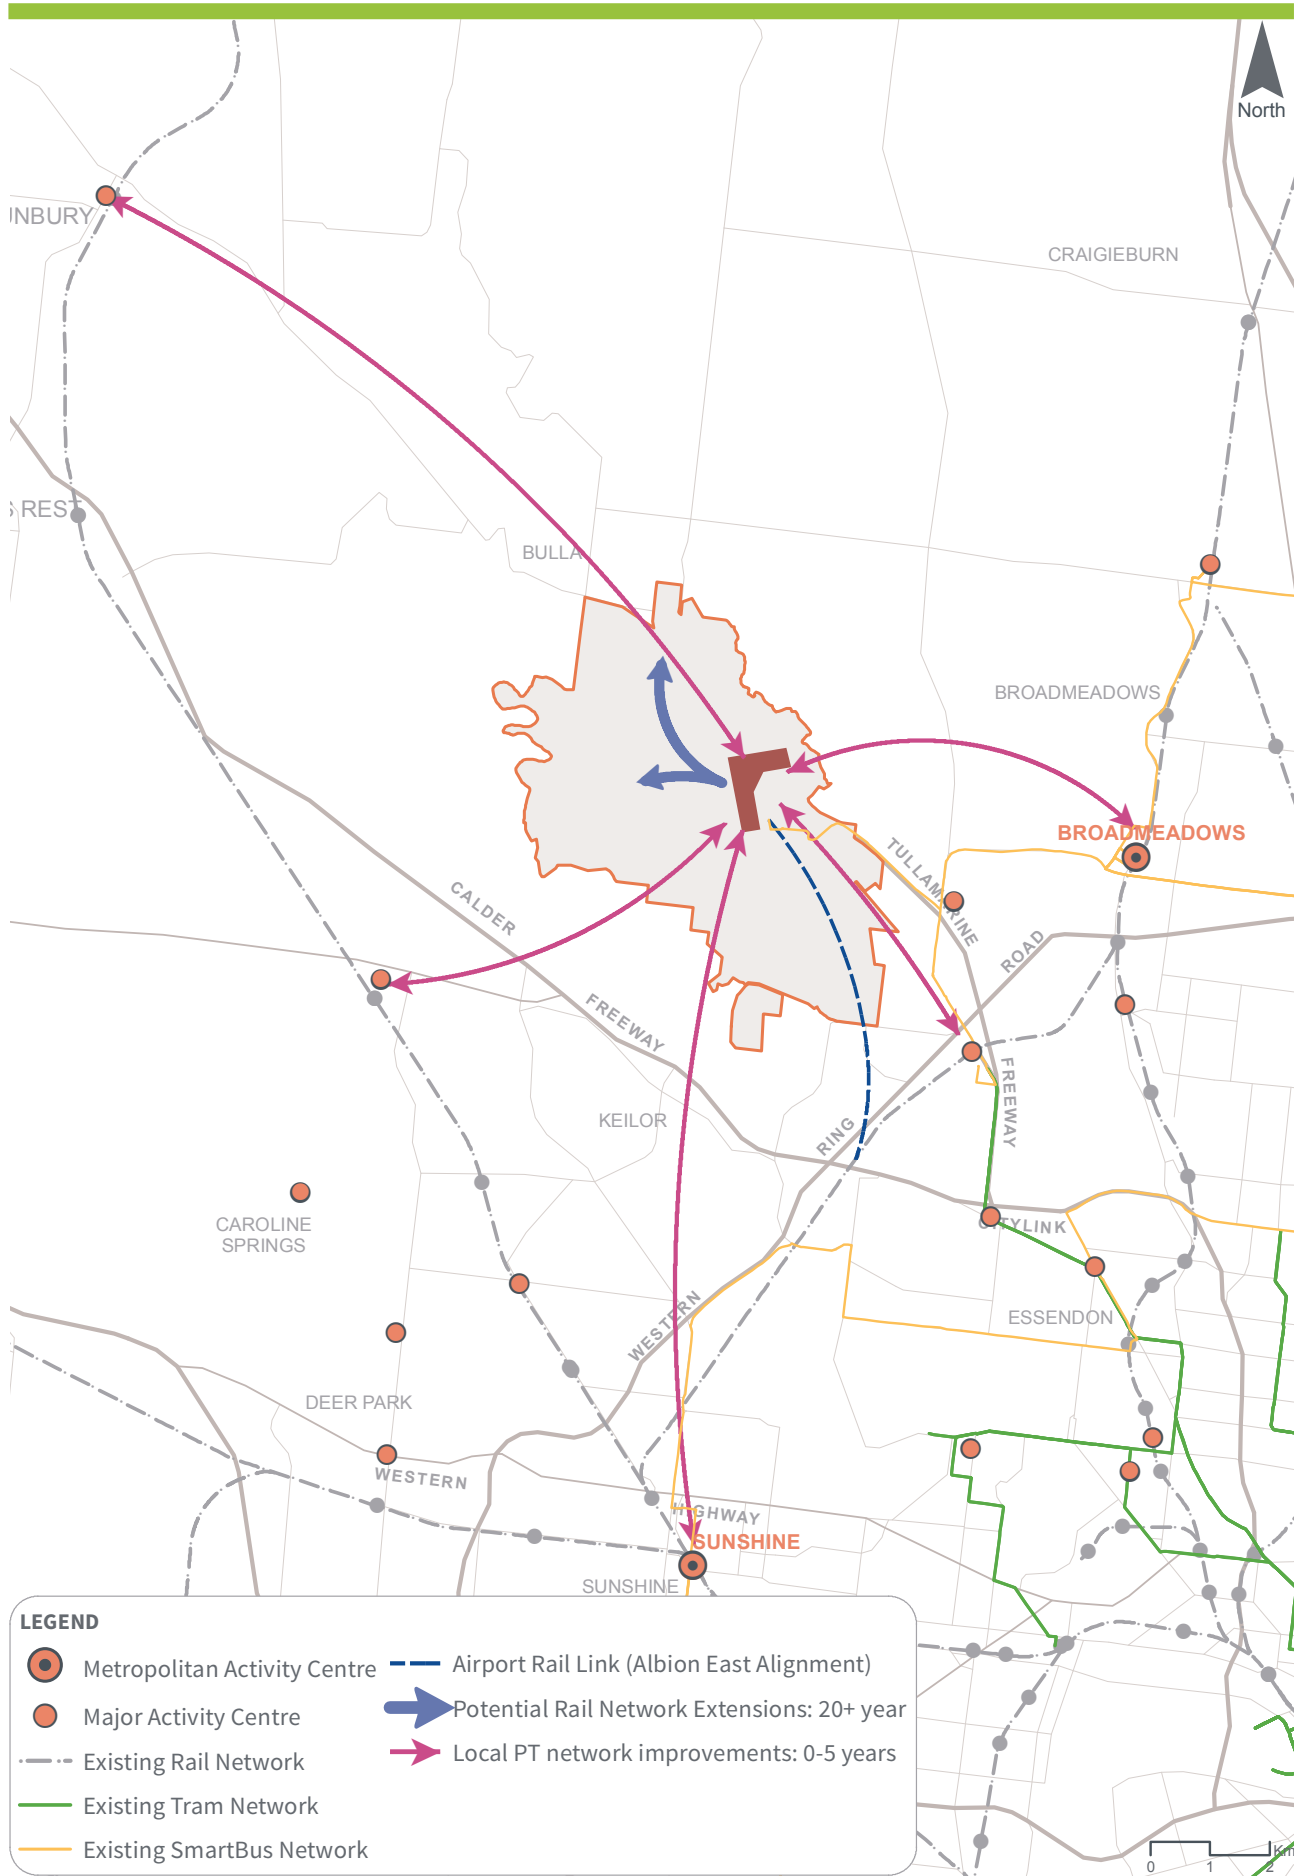 North
UNBURY
CRAIGIEBURN
S REST
BULLA
BROADMEADOWS
BROADMEADOWS
TULLAMARINE
CALDER
ROAD
FREEWAY
FREEWAY
KEILOR
RING
CAROLINE
SPRINGS
CITYLINK
WESTERN
ESSENDON
DEER PARK
WESTERN
HIGHWAY
SUNSHINE
SUNSHINE
LEGEND
Metropolitan Activity Centre
Major Activity Centre
Existing Rail Network
Existing Tram Network
Existing SmartBus Network
Airport Rail Link (Albion East Alignment)
Potential Rail Network Extensions: 20+ year
Local PT network improvements: 0-5 years
Km
0 1 2